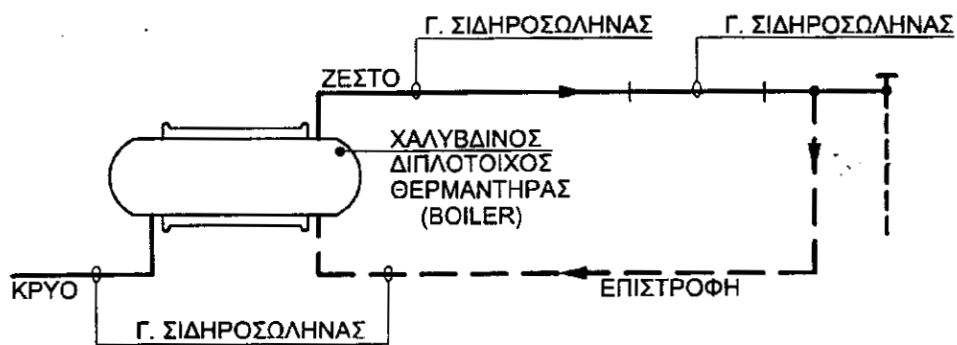 Γ. ΣΙΔΗΡΟΣΩΛΗΝΑΣ
Γ. ΣΙΔΗΡΟΣΩΛΗΝΑΣ
ΖΕΣΤΟ
ΧΑΛΥΒΔΙΝΟΣ
ΔΙΠΛΟΤΟΙΧΟΣ
ΘΕΡΜΑΝΤΗΡΑΣ
(BOILER)
ΚΡΥΟ
ΕΠΙΣΤΡΟΦΗ
Γ. ΣΙΔΗΡΟΣΩΛΗΝΑΣ